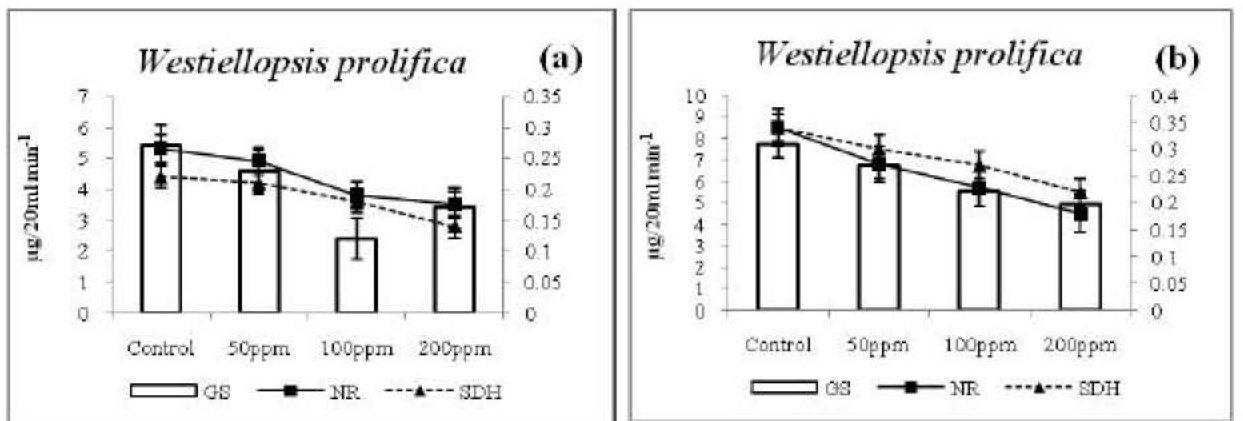 Westiellopsis prolifica (a)
7 0.35
6 0.3
5 0.25
4 0.2
3 0.15
2 0.1
1 0.05
0 0
µg/20ml min⁻¹
Control 50ppm 100ppm 200ppm
GS NR SDH
Westiellopsis prolifica (b)
10 0.4
9
8 0.35
7 0.3
6 0.25
5 0.2
4 0.15
3
2 0.1
1 0.05
0 0
µg/20ml min⁻¹
Control 50ppm 100ppm 200ppm
GS NR SDH